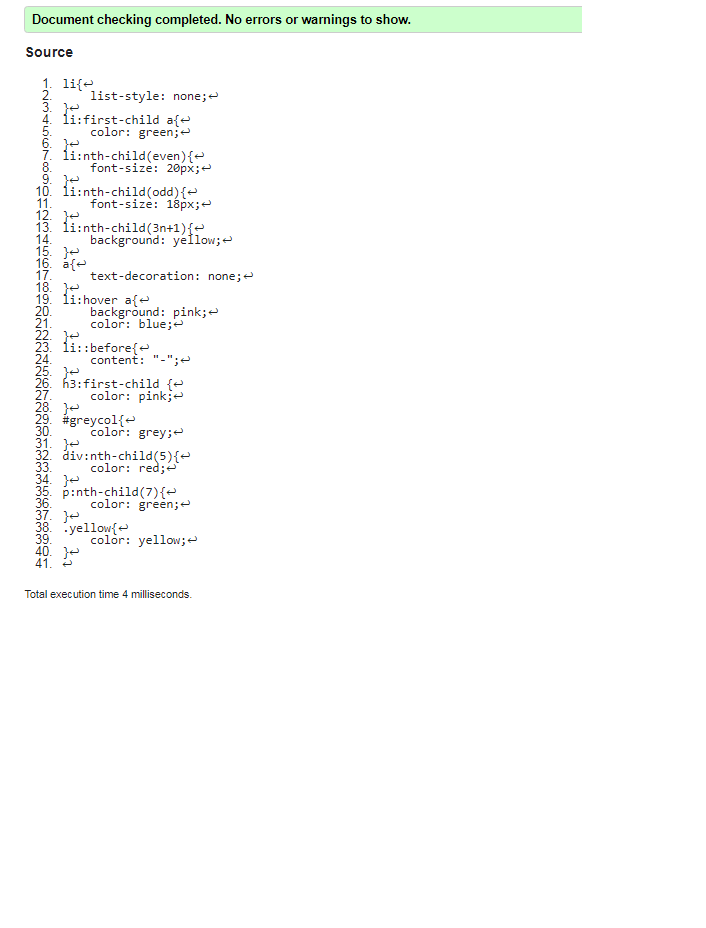 Document checking completed. No errors or warnings to show.
Source
1. li{↩
2.     list-style: none;↩
3. }↩
4. li:first-child a{↩
5.     color: green;↩
6. }↩
7. li:nth-child(even){↩
8.     font-size: 20px;↩
9. }↩
10. li:nth-child(odd){↩
11.     font-size: 18px;↩
12. }↩
13. li:nth-child(3n+1){↩
14.     background: yellow;↩
15. }↩
16. a{↩
17.     text-decoration: none;↩
18. }↩
19. li:hover a{↩
20.     background: pink;↩
21.     color: blue;↩
22. }↩
23. li::before{↩
24.     content: "-";↩
25. }↩
26. h3:first-child {↩
27.     color: pink;↩
28. }↩
29. #greycol{↩
30.     color: grey;↩
31. }↩
32. div:nth-child(5){↩
33.     color: red;↩
34. }↩
35. p:nth-child(7){↩
36.     color: green;↩
37. }↩
38. .yellow{↩
39.     color: yellow;↩
40. }↩
41. ↩
Total execution time 4 milliseconds.